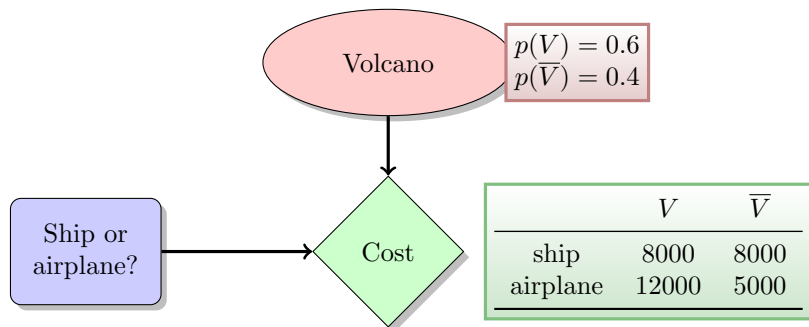 Volcano
p(V) = 0.6
p(V̅) = 0.4
Ship or
airplane?
Cost
V V̅
ship 8000 8000
airplane 12000 5000